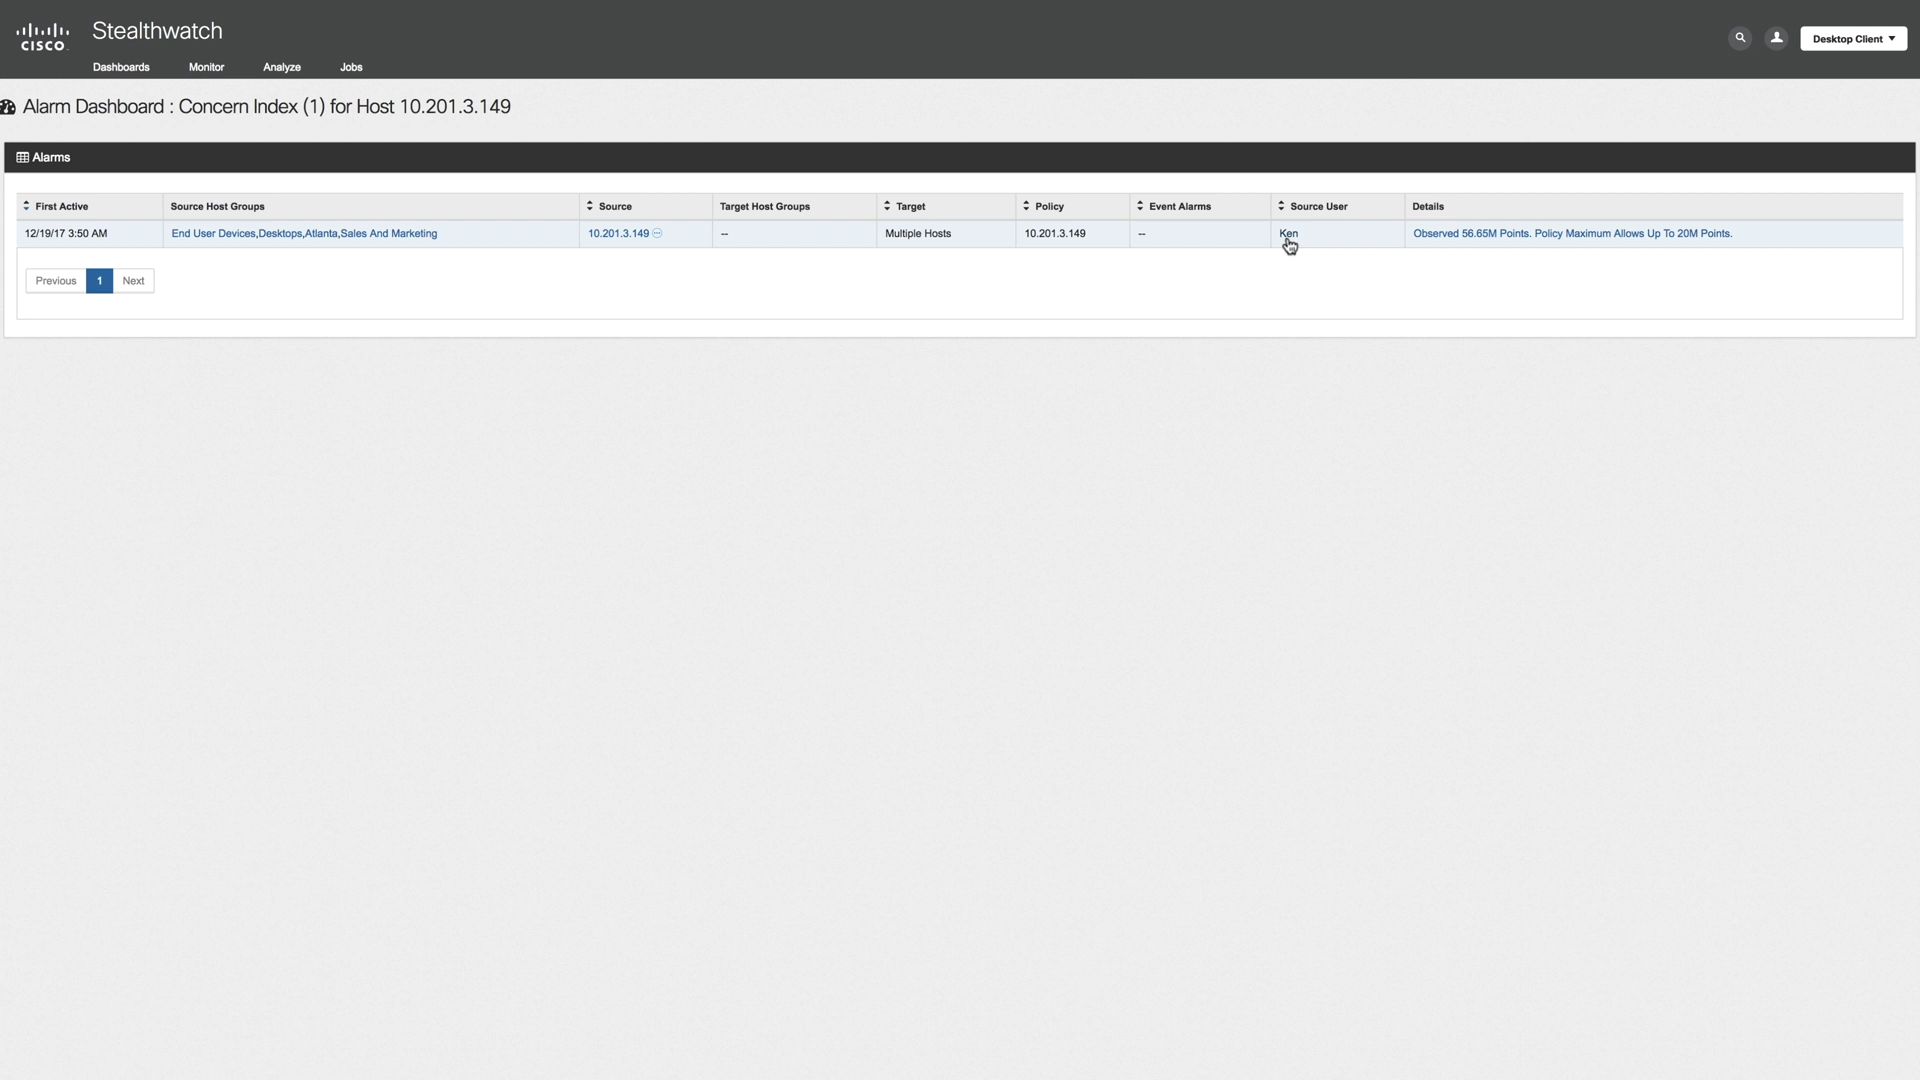 Stealthwatch
CISCO
Dashboards Monitor Analyze Jobs
Desktop Client
Alarm Dashboard : Concern Index (1) for Host 10.201.3.149
Alarms
First Active Source Host Groups Source Target Host Groups Target Policy Event Alarms Source User Details
12/19/17 3:50 AM End User Devices,Desktops,Atlanta,Sales And Marketing 10.201.3.149 -- Multiple Hosts 10.201.3.149 -- Ken Observed 56.65M Points. Policy Maximum Allows Up To 20M Points.
Previous 1 Next